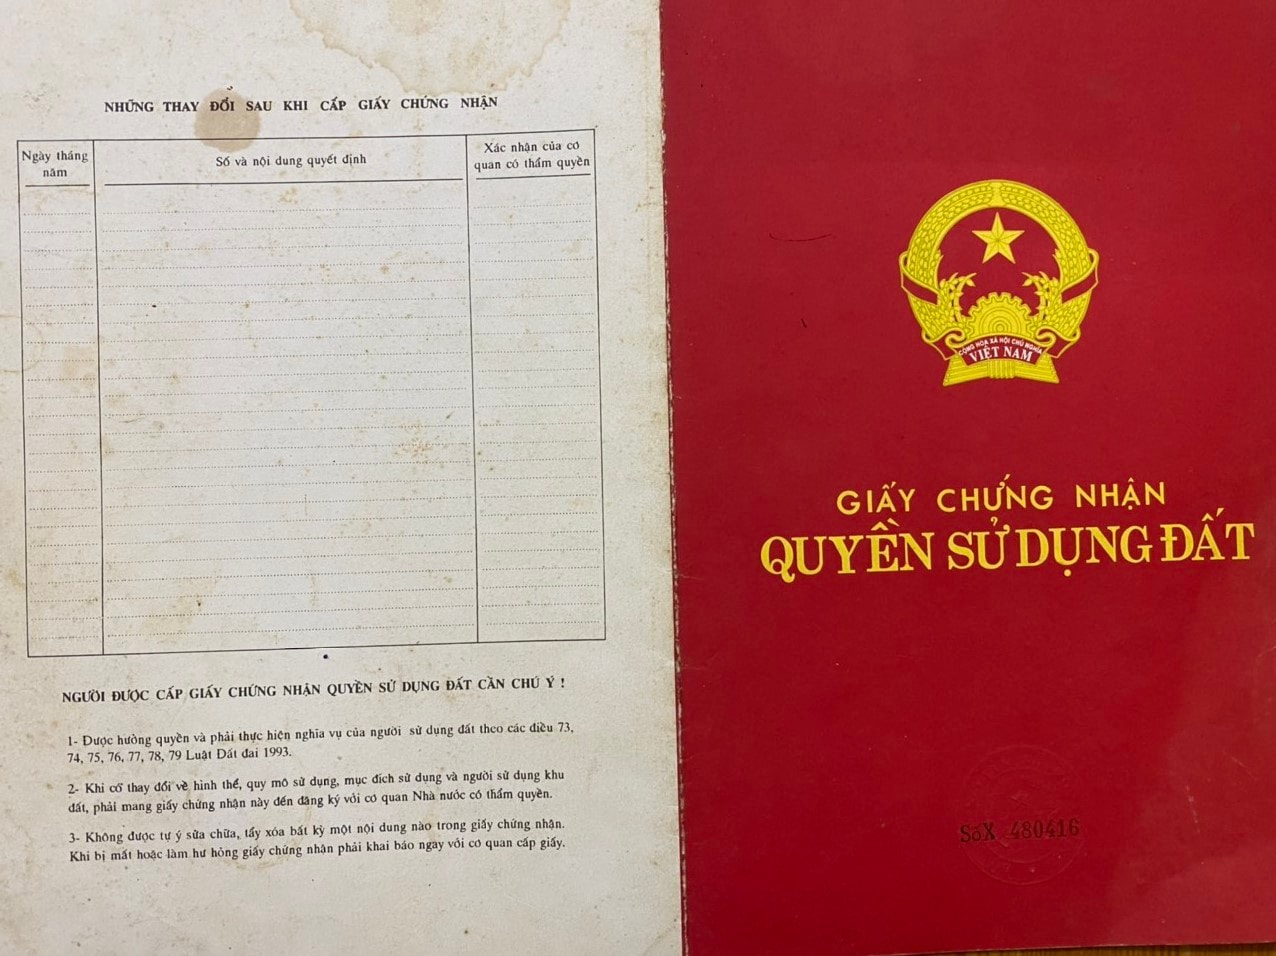 NHỮNG THAY ĐỔI SAU KHI CẤP GIẤY CHỨNG NHẬN
Ngày tháng năm
Số và nội dung quyết định
Xác nhận của cơ quan có thẩm quyền
NGƯỜI ĐƯỢC CẤP GIẤY CHỨNG NHẬN QUYỀN SỬ DỤNG ĐẤT CẦN CHÚ Ý !
1- Được hưởng quyền và phải thực hiện nghĩa vụ của người sử dụng đất theo các điều 73,
74, 75, 76, 77, 78, 79 Luật Đất đai 1993.
2- Khi có thay đổi về hình thể, quy mô sử dụng, mục đích sử dụng và người sử dụng khu
đất, phải mang giấy chứng nhận này đến đăng ký với cơ quan Nhà nước có thẩm quyền.
3- Không được tự ý sửa chữa, tẩy xóa bất kỳ một nội dung nào trong giấy chứng nhận.
Khi bị mất hoặc làm hư hỏng giấy chứng nhận phải khai báo ngay với cơ quan cấp giấy.
CỘNG HÒA XÃ HỘI CHỦ NGHĨA
VIỆT NAM
GIẤY CHỨNG NHẬN
QUYỀN SỬ DỤNG ĐẤT
SốX 480416